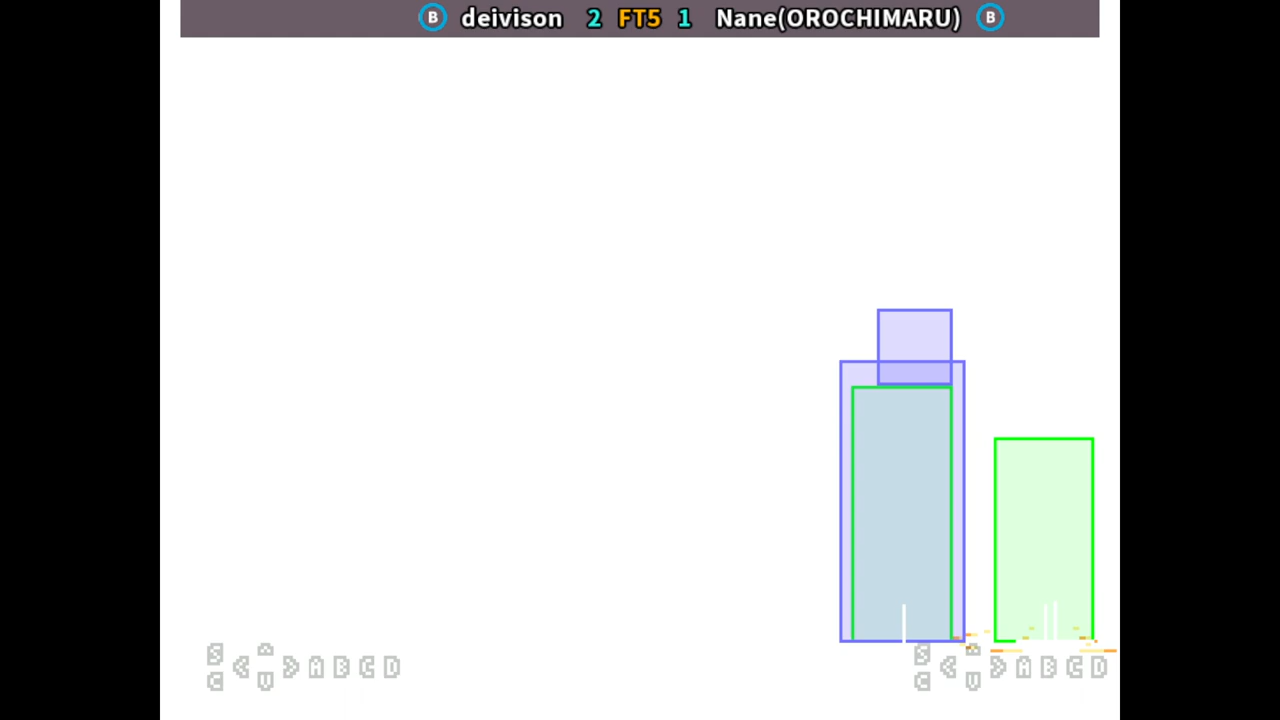 B deivison 2 FT5 1 Nane(OROCHIMARU) B
S < ^ > A B C D S < ^ > A B C D
C v C v